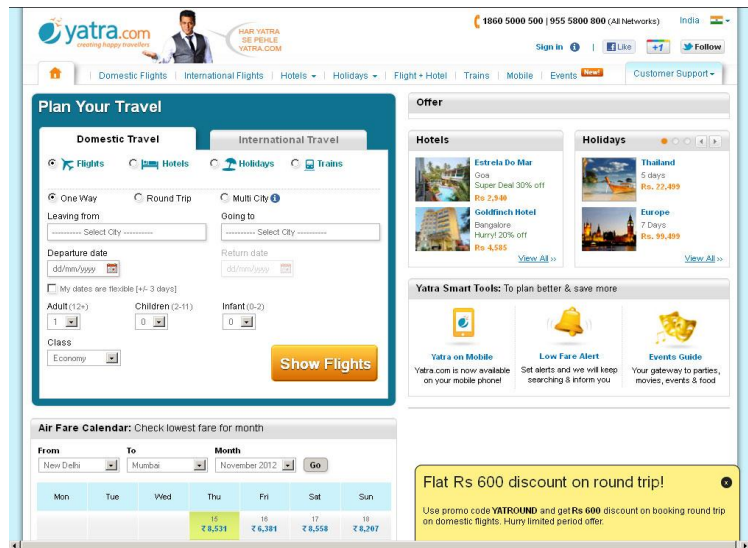 yatra.com
creating happy travellers
HAR YATRA
SE PEHLE
YATRA.COM
1860 5000 500 | 955 5800 800 (All Networks) India
Sign in | Like +1 Follow
Domestic Flights International Flights Hotels Holidays Flight + Hotel Trains Mobile Events New! Customer Support
Plan Your Travel
Domestic Travel International Travel
Flights Hotels Holidays Trains
One Way Round Trip Multi City
Leaving from Going to
---------- Select City ---------- ---------- Select City ----------
Departure date Return date
dd/mm/yyyy dd/mm/yyyy
My dates are flexible [+/- 3 days]
Adult (12+) Children (2-11) Infant (0-2)
1 0 0
Class
Economy
Show Flights
Offer
Hotels
Estrela Do Mar
Goa
Super Deal 30% off
Rs 2,940
Goldfinch Hotel
Bangalore
Hurry! 20% off
Rs 4,585
View All »
Holidays
Thailand
5 days
Rs. 22,499
Europe
7 Days
Rs. 99,499
View All »
Yatra Smart Tools: To plan better & save more
Yatra on Mobile
Yatra.com is now available
on your mobile phone!
Low Fare Alert
Set alerts and we will keep
searching & inform you
Events Guide
Your gateway to parties,
movies, events & food
Air Fare Calendar: Check lowest fare for month
From To Month
New Delhi Mumbai November 2012 Go
Mon Tue Wed Thu Fri Sat Sun
15 16 17 18
₹ 8,531 ₹ 6,381 ₹ 8,558 ₹ 8,207
Flat Rs 600 discount on round trip!
Use promo code YATROUND and get Rs 600 discount on booking round trip
on domestic flights. Hurry limited period offer.